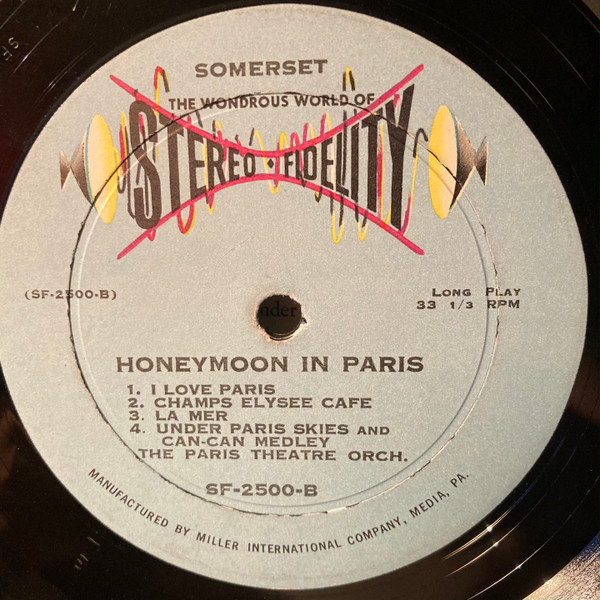 SOMERSET
THE WONDROUS WORLD OF
STEREO · FIDELITY
(SF-2500-B)
LONG PLAY
33 1/3 RPM
HONEYMOON IN PARIS
1. I LOVE PARIS
2. CHAMPS ELYSEE CAFE
3. LA MER
4. UNDER PARIS SKIES AND
CAN-CAN MEDLEY
THE PARIS THEATRE ORCH.
SF-2500-B
MANUFACTURED BY MILLER INTERNATIONAL COMPANY, MEDIA, PA.